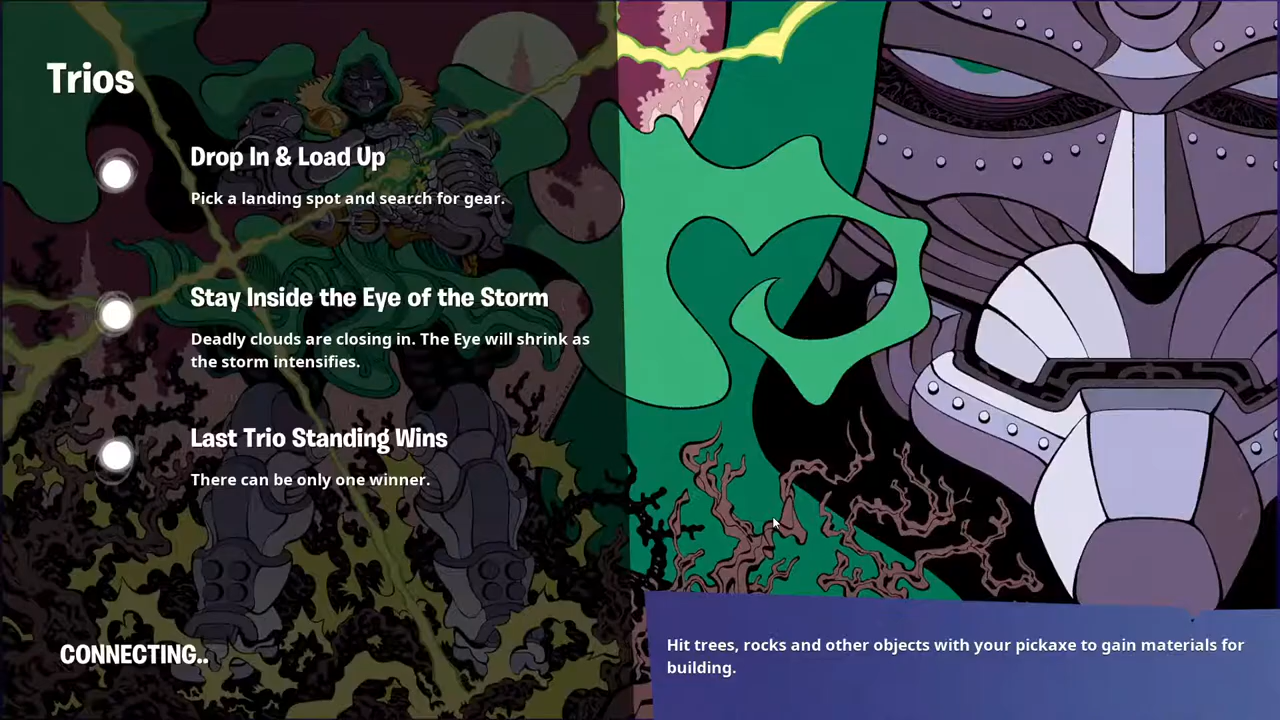 Trios
Drop In & Load Up
Pick a landing spot and search for gear.
Stay Inside the Eye of the Storm
Deadly clouds are closing in. The Eye will shrink as
the storm intensifies.
Last Trio Standing Wins
There can be only one winner.
CONNECTING..
Hit trees, rocks and other objects with your pickaxe to gain materials for
building.